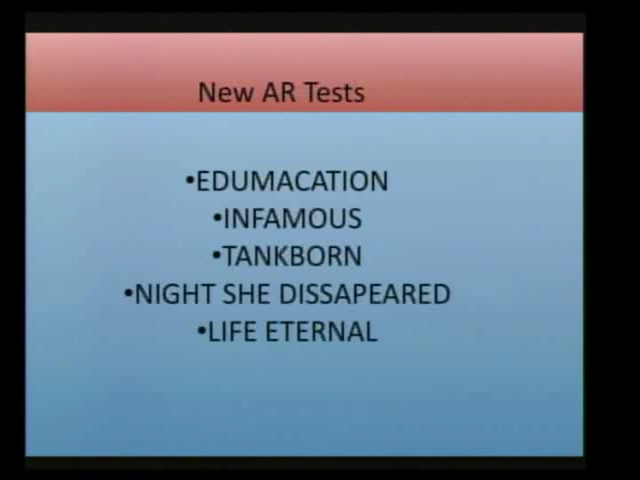 New AR Tests
•EDUMACATION
•INFAMOUS
•TANKBORN
•NIGHT SHE DISSAPEARED
•LIFE ETERNAL